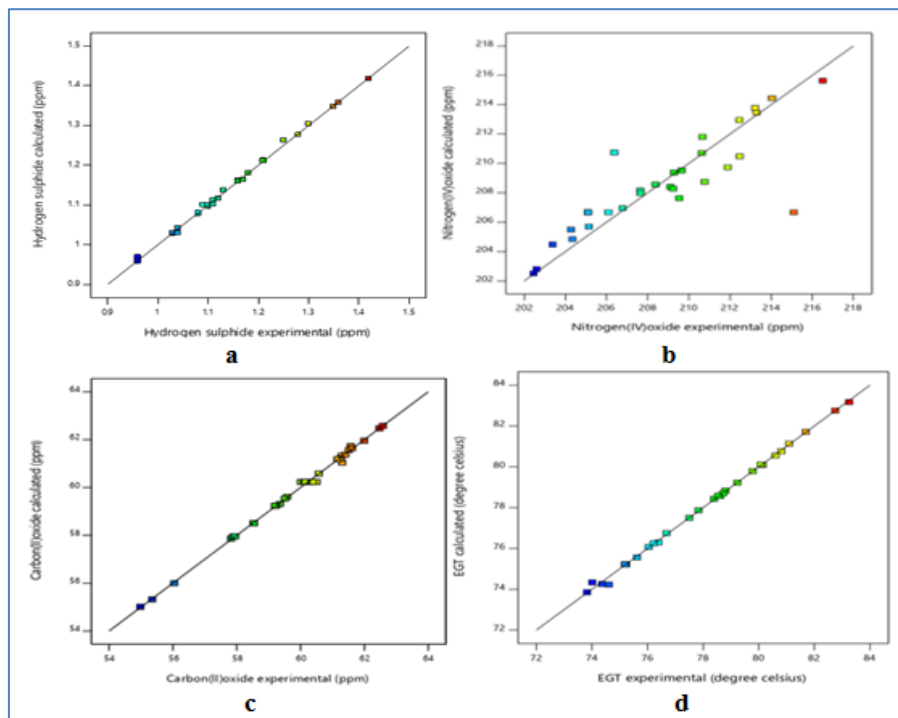 1.5
1.4
1.3
1.2
1.1
1
0.9
Hydrogen sulphide calculated (ppm)
0.9 1 1.1 1.2 1.3 1.4 1.5
Hydrogen sulphide experimental (ppm)
a
218
216
214
212
210
208
206
204
202
Nitrogen(IV)oxide calculated (ppm)
202 204 206 208 210 212 214 216 218
Nitrogen(IV)oxide experimental (ppm)
b
64
62
60
58
56
54
Carbon(II)oxide calculated (ppm)
54 56 58 60 62 64
Carbon(II)oxide experimental (ppm)
c
84
82
80
78
76
74
72
EGT calculated (degree celsius)
72 74 76 78 80 82 84
EGT experimental (degree celsius)
d